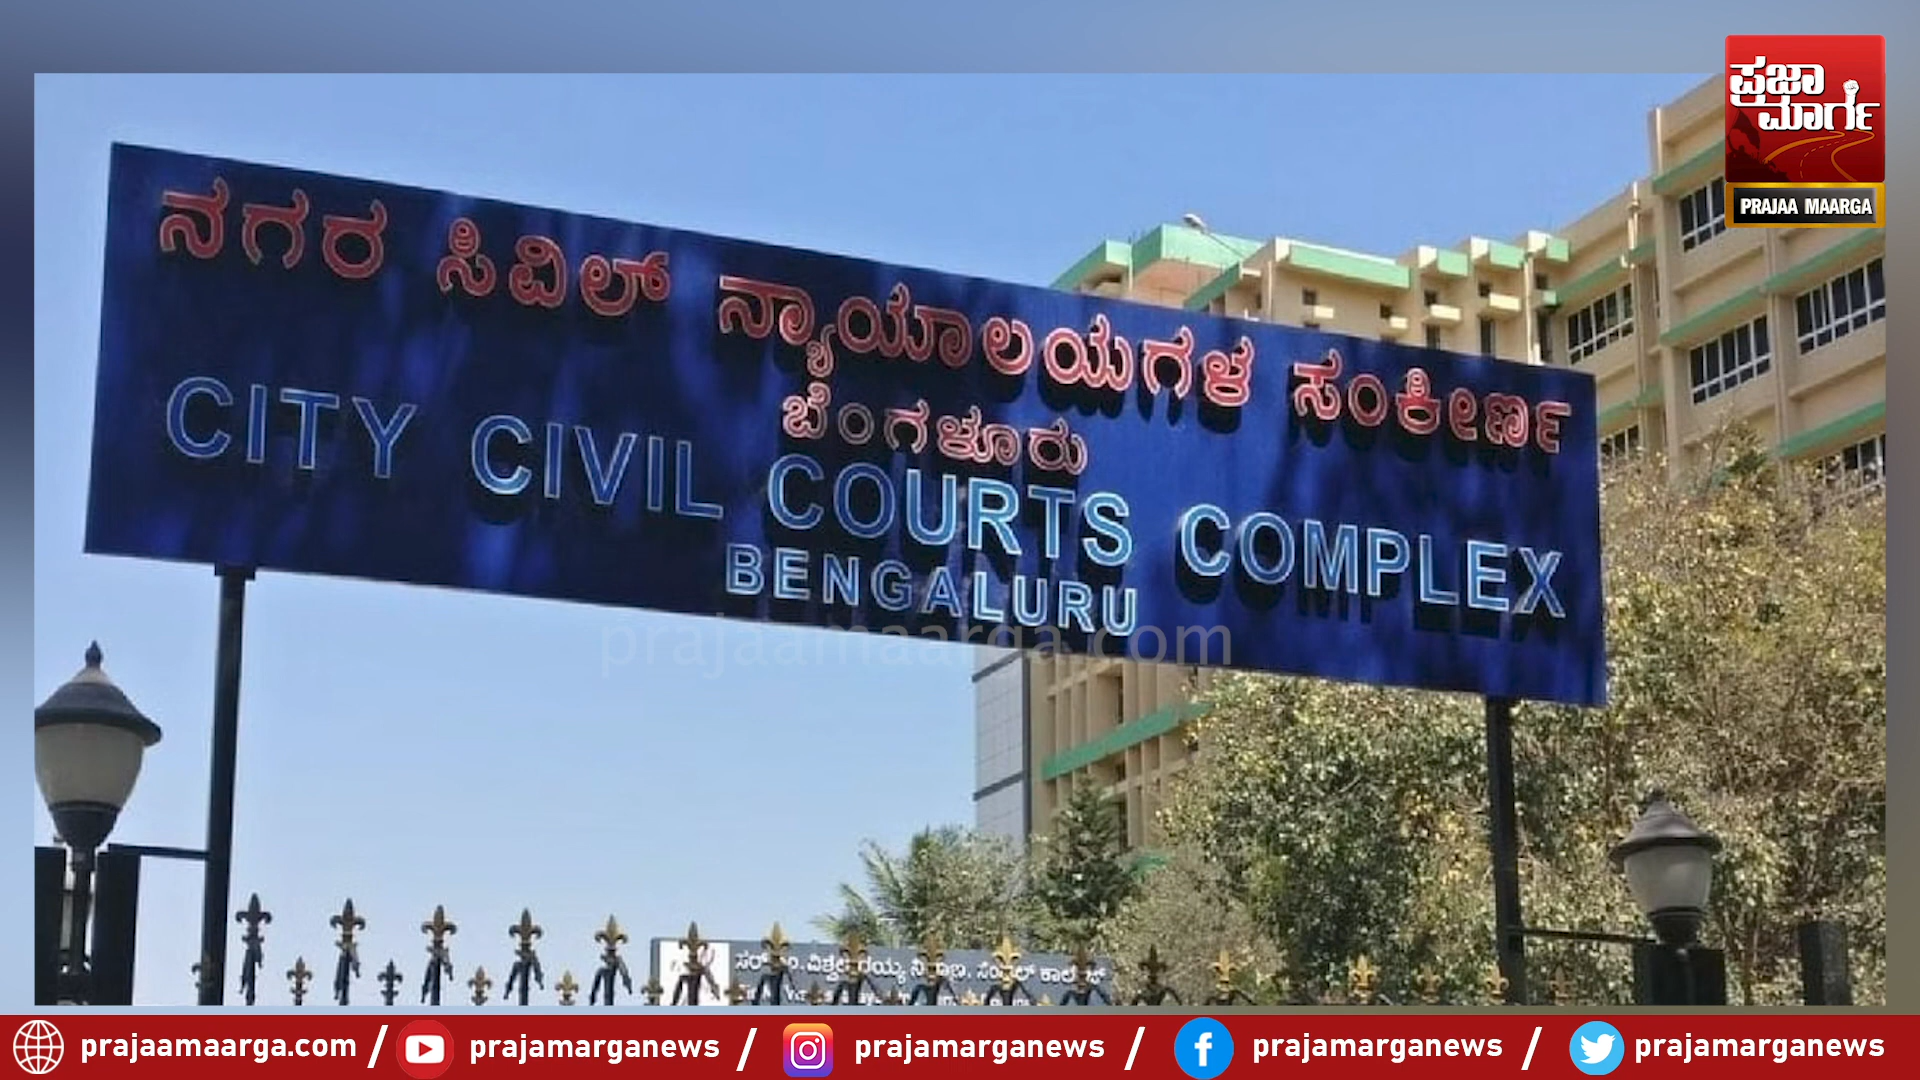 ಪ್ರಜಾ
ಮಾರ್ಗ
PRAJAA MAARGA
ನಗರ ಸಿವಿಲ್ ನ್ಯಾಯಾಲಯಗಳ ಸಂಕೀರ್ಣ
ಬೆಂಗಳೂರು
CITY CIVIL COURTS COMPLEX
BENGALURU
prajaamaarga.com
prajaamaarga.com / prajamarganews / prajamarganews / prajamarganews / prajamarganews